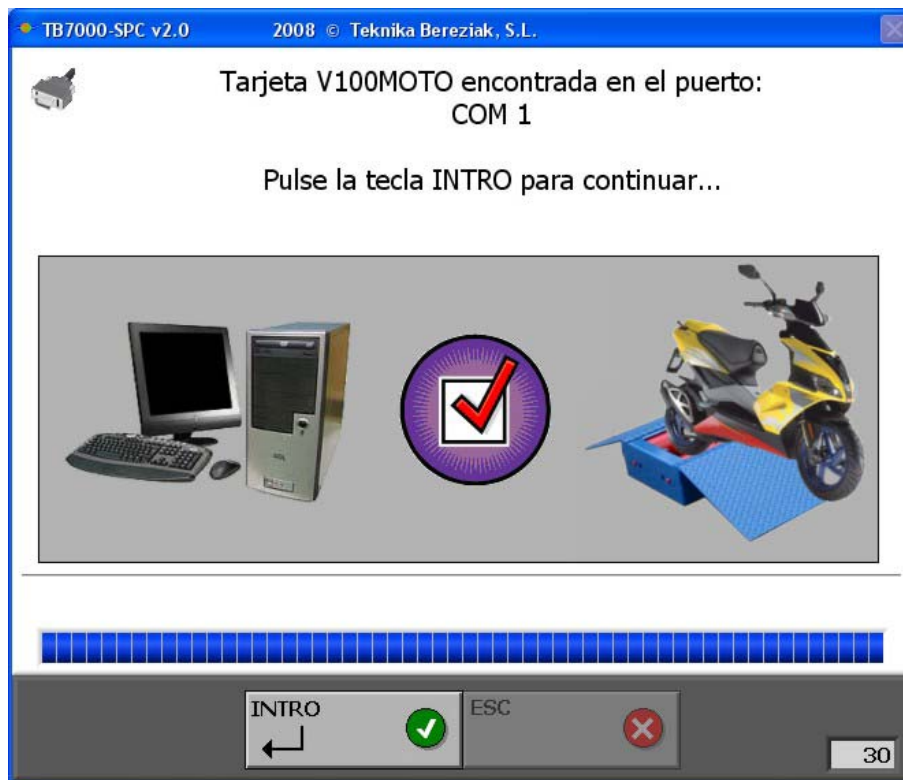 TB7000-SPC v2.0 2008 © Teknika Bereziak, S.L.
Tarjeta V100MOTO encontrada en el puerto:
COM 1
Pulse la tecla INTRO para continuar...
INTRO
ESC
30